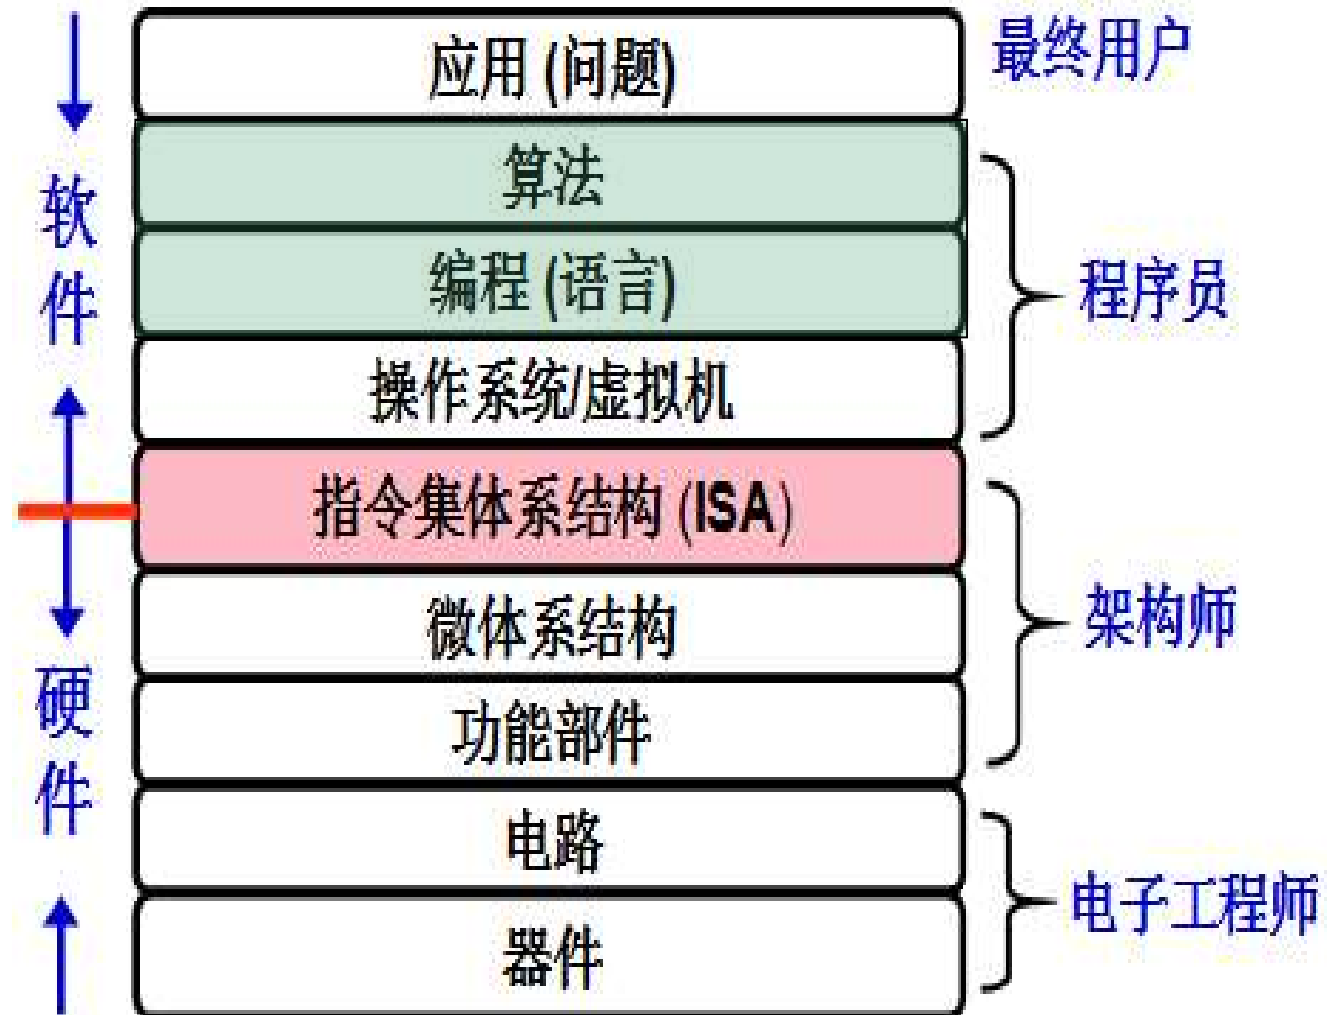 应用 (问题)
最终用户
算法
编程 (语言)
操作系统/虚拟机
程序员
指令集体系结构 (ISA)
微体系结构
功能部件
架构师
电路
器件
电子工程师
软件
硬件